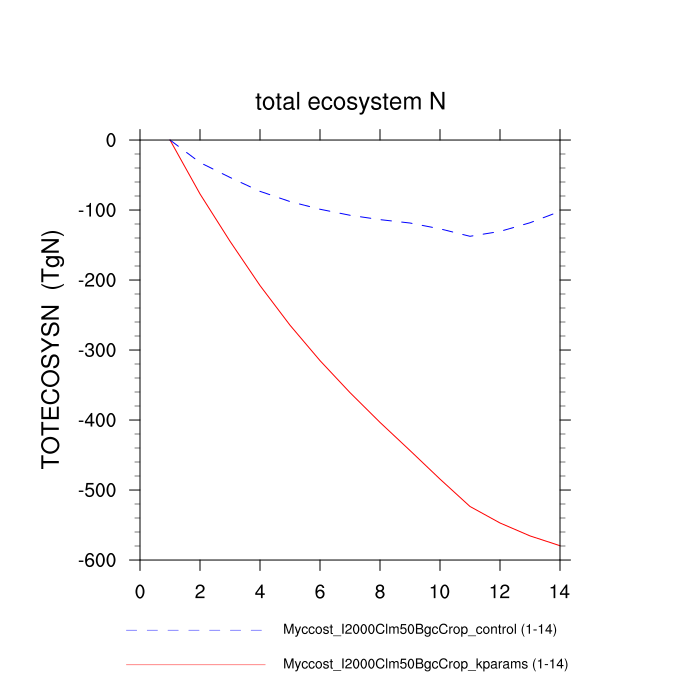 total ecosystem N
TOTECOSYSN (TgN)
0
-100
-200
-300
-400
-500
-600
0 2 4 6 8 10 12 14
Myccost_I2000Clm50BgcCrop_control (1-14)
Myccost_I2000Clm50BgcCrop_kparams (1-14)